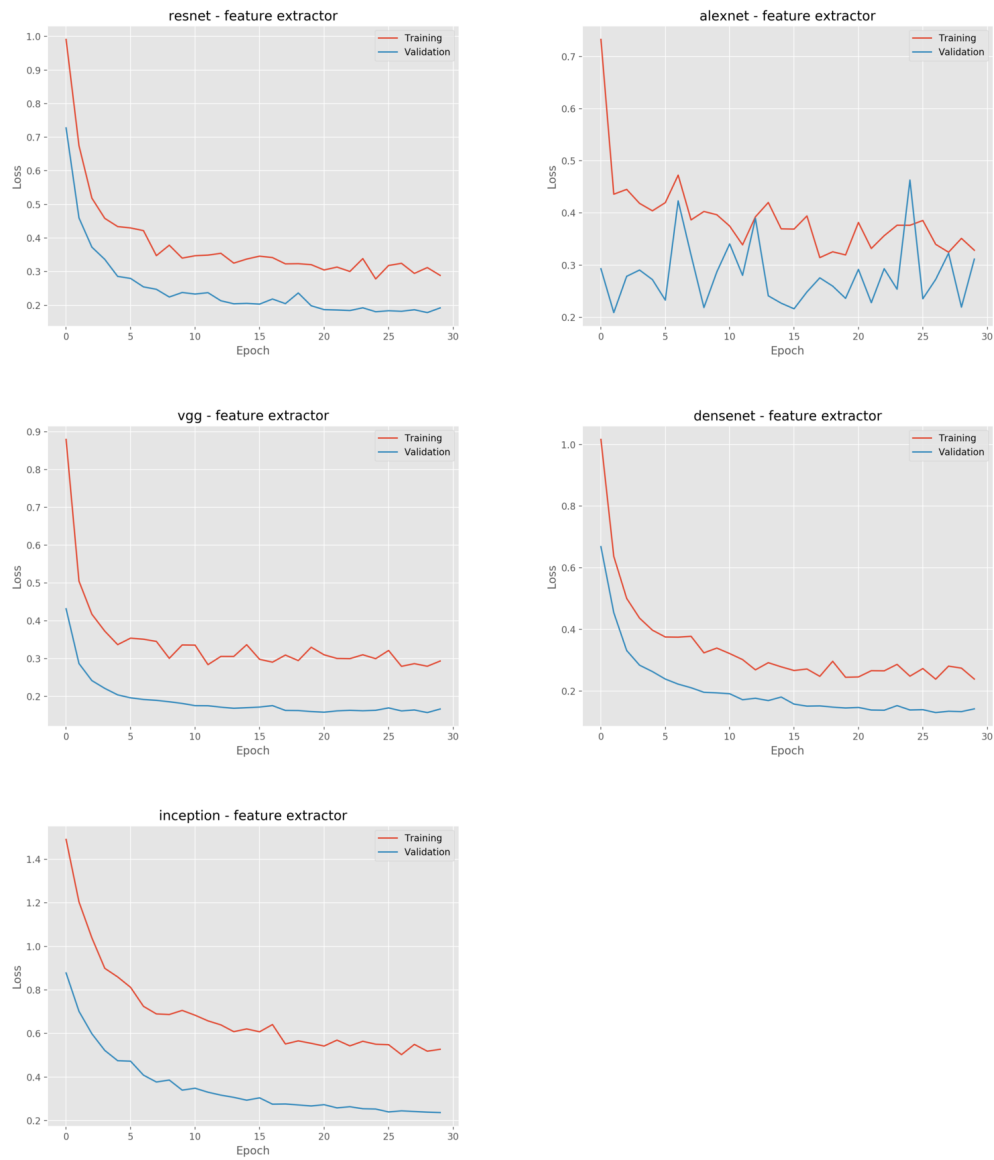 resnet - feature extractor
Training
Validation
Loss
1.0
0.9
0.8
0.7
0.6
0.5
0.4
0.3
0.2
0
5
10
15
20
25
30
Epoch
alexnet - feature extractor
Training
Validation
Loss
0.7
0.6
0.5
0.4
0.3
0.2
0
5
10
15
20
25
30
Epoch
vgg - feature extractor
Training
Validation
Loss
0.9
0.8
0.7
0.6
0.5
0.4
0.3
0.2
0
5
10
15
20
25
30
Epoch
densenet - feature extractor
Training
Validation
Loss
1.0
0.8
0.6
0.4
0.2
0
5
10
15
20
25
30
Epoch
inception - feature extractor
Training
Validation
Loss
1.4
1.2
1.0
0.8
0.6
0.4
0.2
0
5
10
15
20
25
30
Epoch